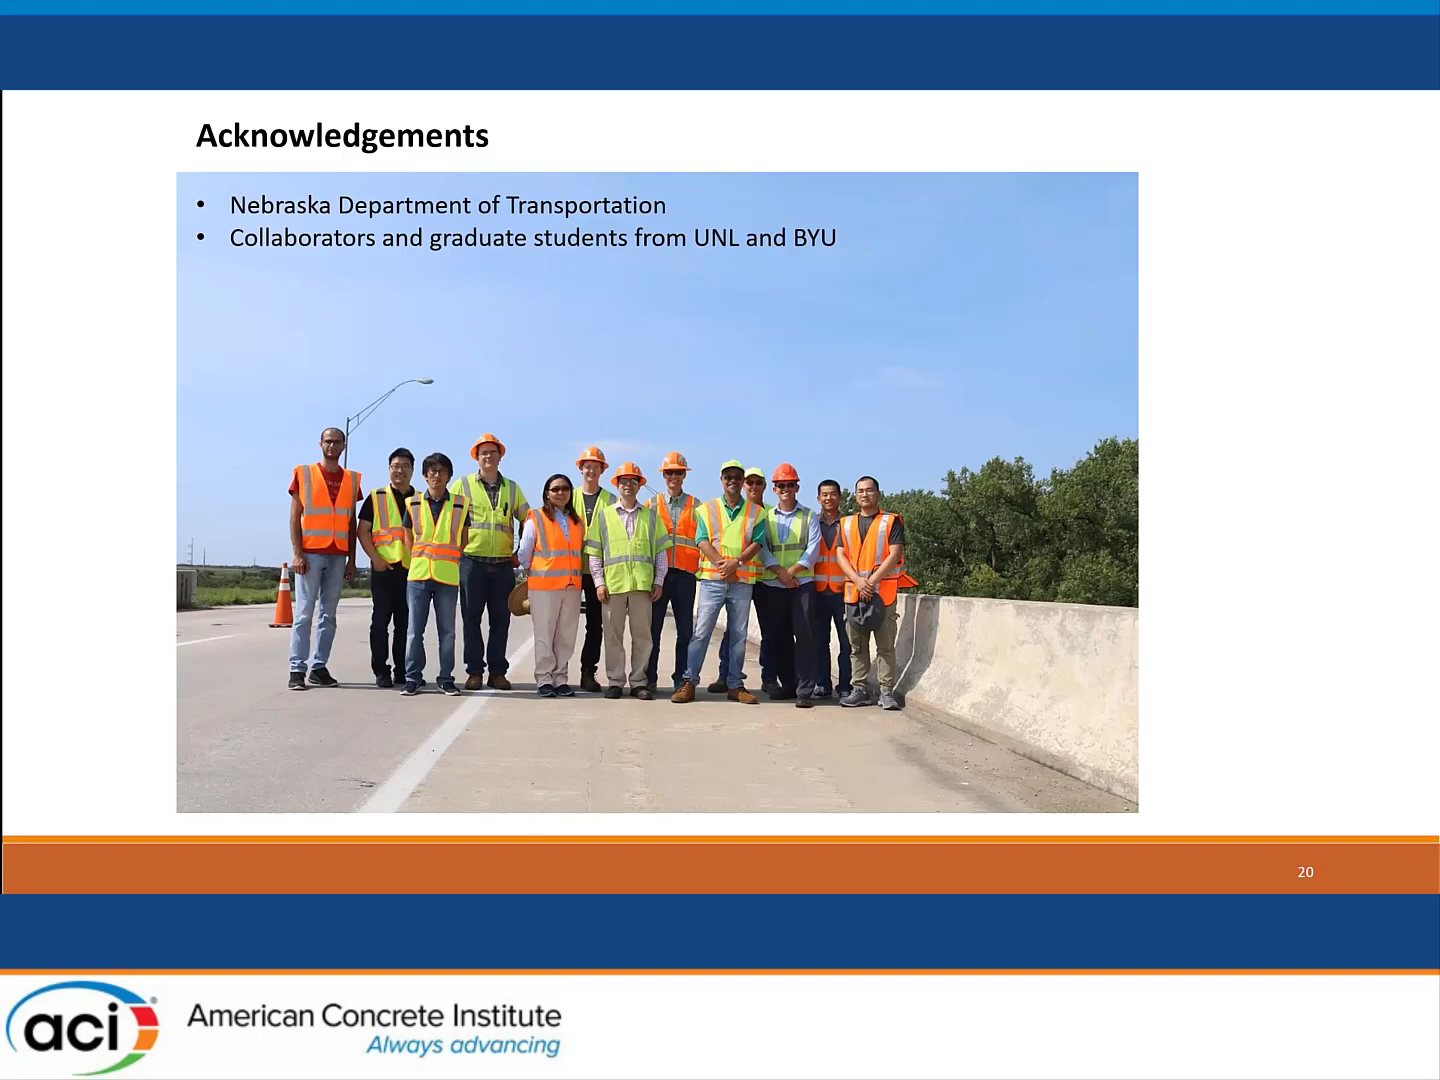 Acknowledgements
• Nebraska Department of Transportation
• Collaborators and graduate students from UNL and BYU
20
aci®
American Concrete Institute
Always advancing